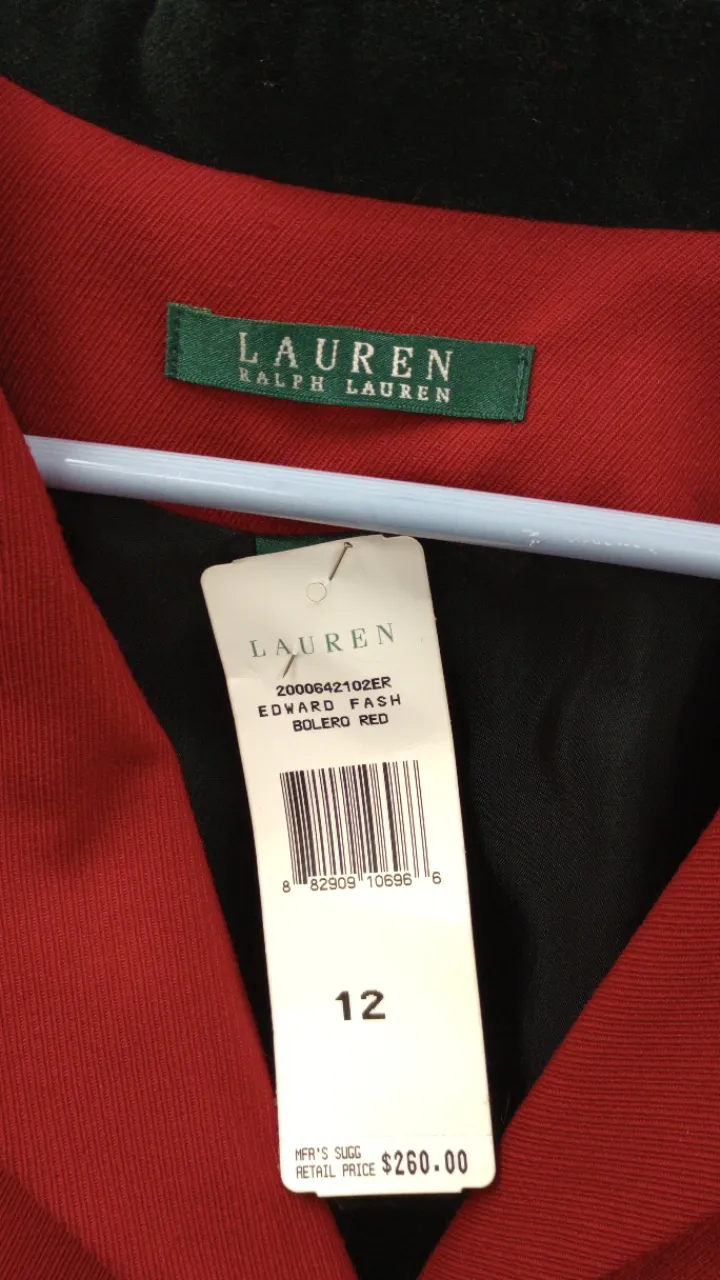 LAUREN
RALPH LAUREN
LAUREN
2000642102ER
EDWARD FASH
BOLERO RED
8 82909 10696 6
12
MFR'S SUGG
RETAIL PRICE $260.00